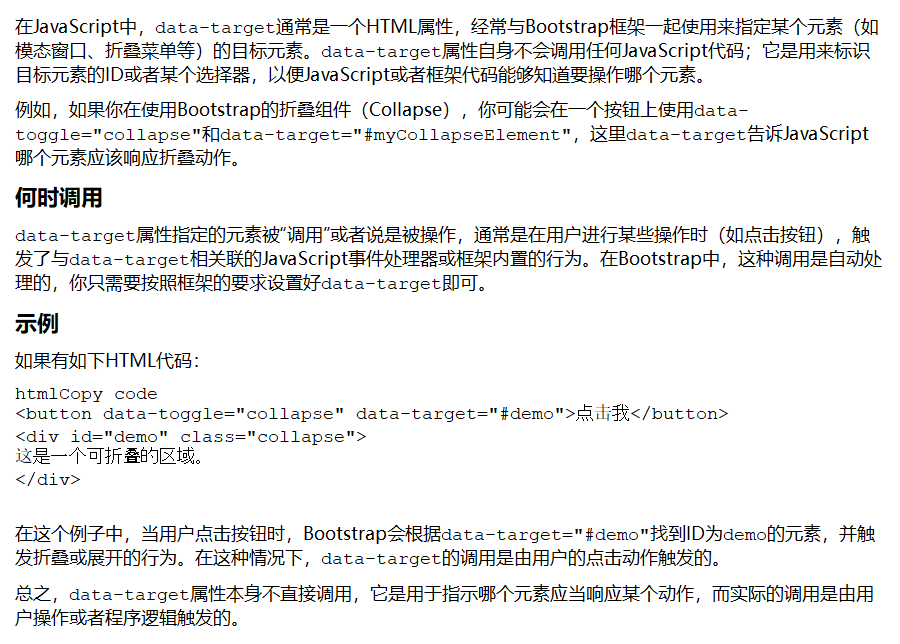 在JavaScript中，data-target通常是一个HTML属性，经常与Bootstrap框架一起使用来指定某个元素（如
模态窗口、折叠菜单等）的目标元素。data-target属性自身不会调用任何JavaScript代码；它是用来标识
目标元素的ID或者某个选择器，以便JavaScript或者框架代码能够知道要操作哪个元素。
例如，如果你在使用Bootstrap的折叠组件（Collapse），你可能会在一个按钮上使用data-
toggle="collapse"和data-target="#myCollapseElement"，这里data-target告诉JavaScript
哪个元素应该响应折叠动作。
何时调用
data-target属性指定的元素被“调用”或者说是被操作，通常是在用户进行某些操作时（如点击按钮），触
发了与data-target相关联的JavaScript事件处理器或框架内置的行为。在Bootstrap中，这种调用是自动处
理的，你只需要按照框架的要求设置好data-target即可。
示例
如果有如下HTML代码：
htmlCopy code
<button data-toggle="collapse" data-target="#demo">点击我</button>
<div id="demo" class="collapse">
这是一个可折叠的区域。
</div>
在这个例子中，当用户点击按钮时，Bootstrap会根据data-target="#demo"找到ID为demo的元素，并触
发折叠或展开的行为。在这种情况下，data-target的调用是由用户的点击动作触发的。
总之，data-target属性本身不直接调用，它是用于指示哪个元素应当响应某个动作，而实际的调用是由用
户操作或者程序逻辑触发的。